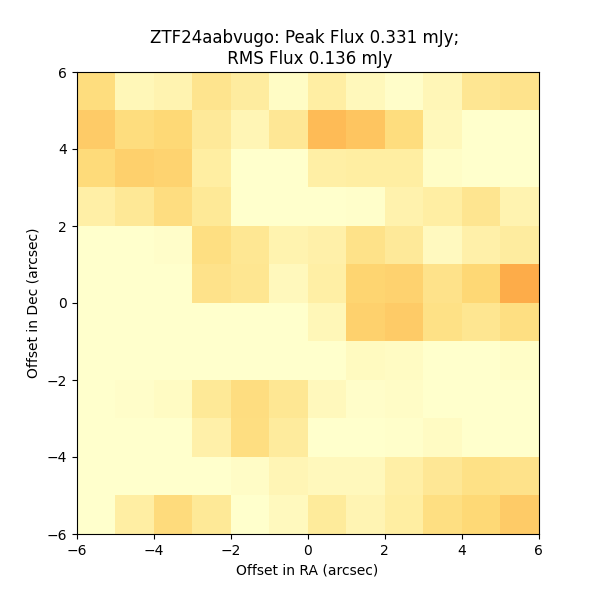 ZTF24aabvugo: Peak Flux 0.331 mJy;
RMS Flux 0.136 mJy
6
4
2
0
−2
−4
−6
Offset in Dec (arcsec)
−6 −4 −2 0 2 4 6
Offset in RA (arcsec)